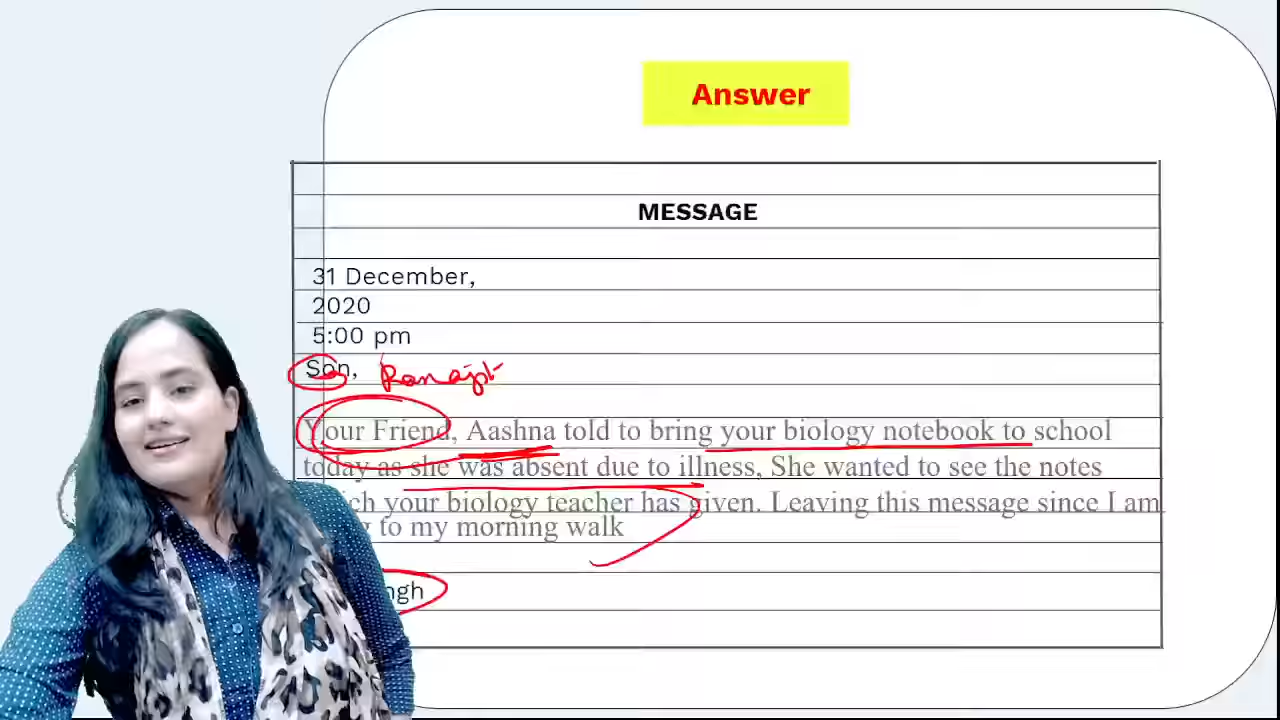 Answer
MESSAGE
31 December,
2020
5:00 pm
Son, Ranajit
Your Friend, Aashna told to bring your biology notebook to school
today as she was absent due to illness, She wanted to see the notes
your biology teacher has given. Leaving this message since I am
to my morning walk